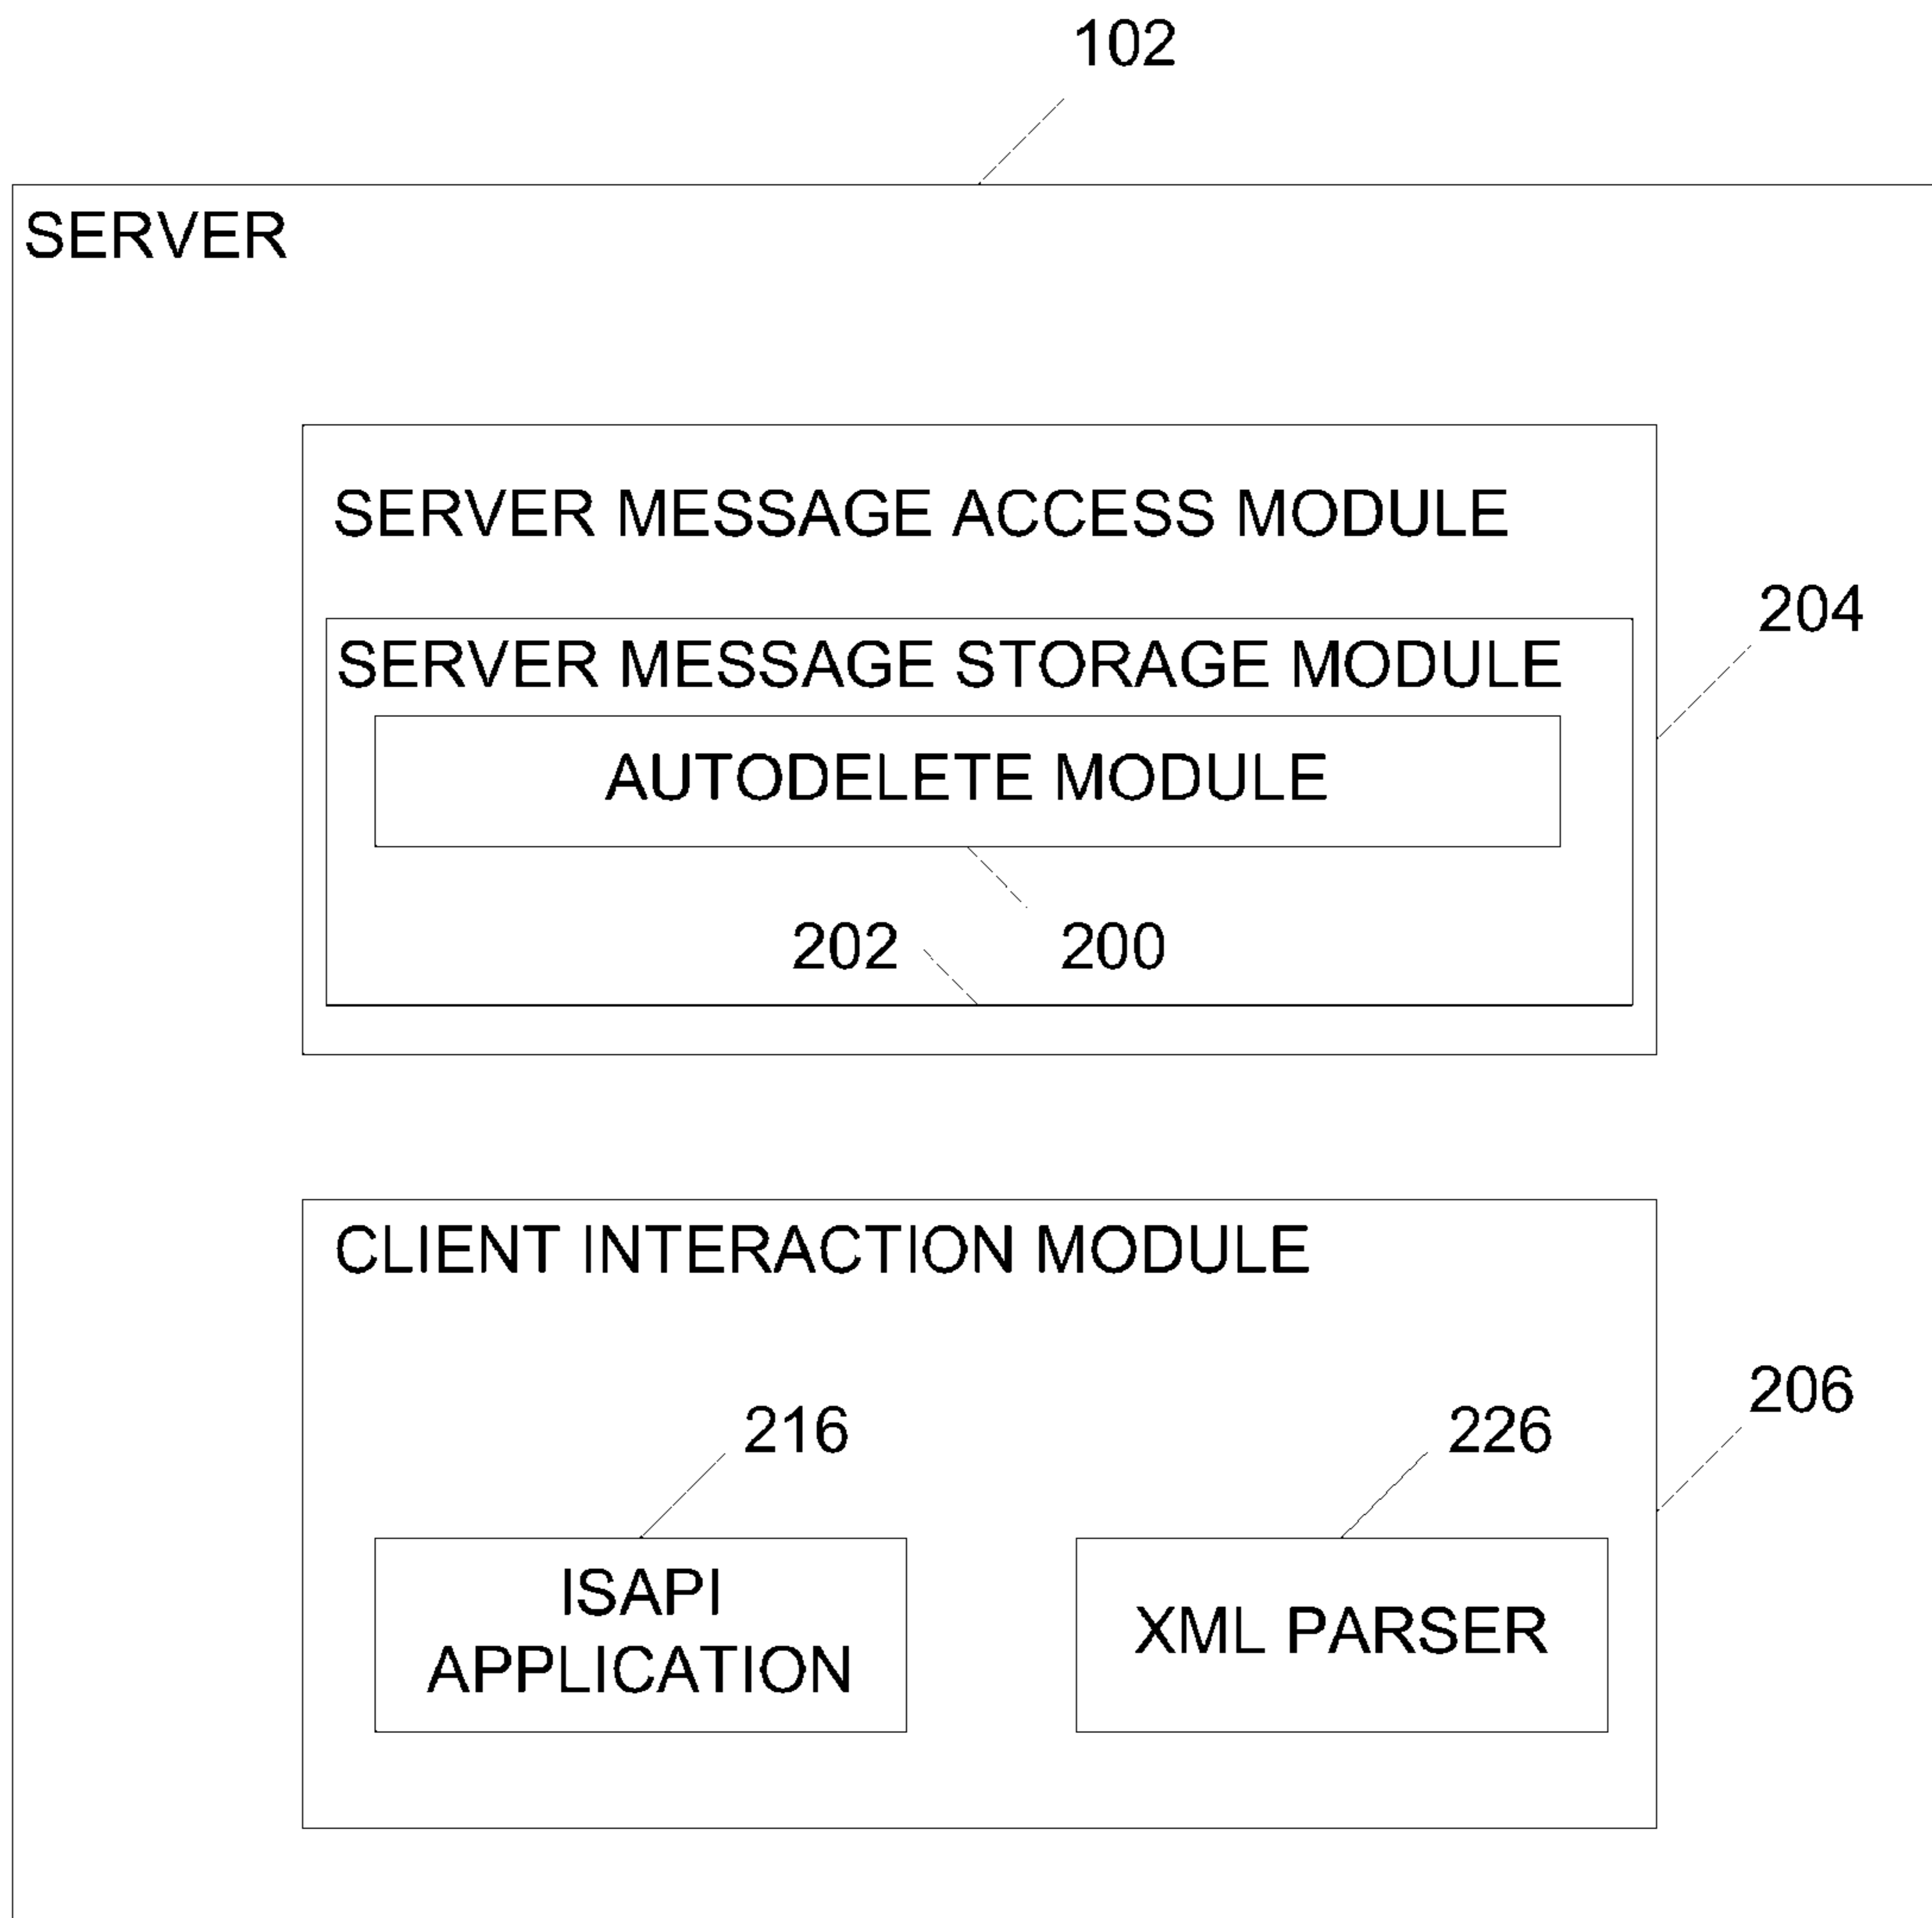 102
SERVER
SERVER MESSAGE ACCESS MODULE
204
SERVER MESSAGE STORAGE MODULE
AUTODELETE MODULE
202
200
CLIENT INTERACTION MODULE
206
216
226
ISAPI
APPLICATION
XML PARSER